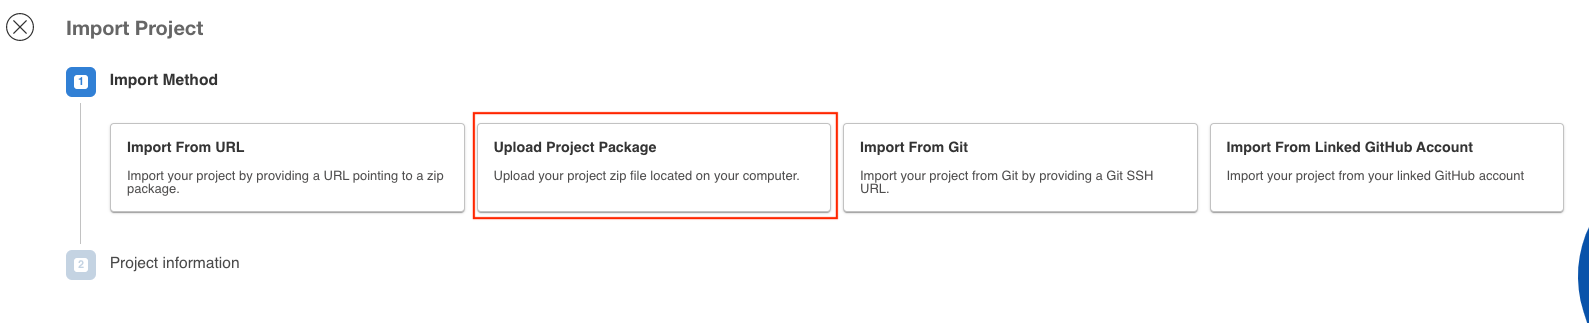 Import Project
1
Import Method
Import From URL
Import your project by providing a URL pointing to a zip
package.
Upload Project Package
Upload your project zip file located on your computer.
Import From Git
Import your project from Git by providing a Git SSH
URL.
Import From Linked GitHub Account
Import your project from your linked GitHub account
2
Project information